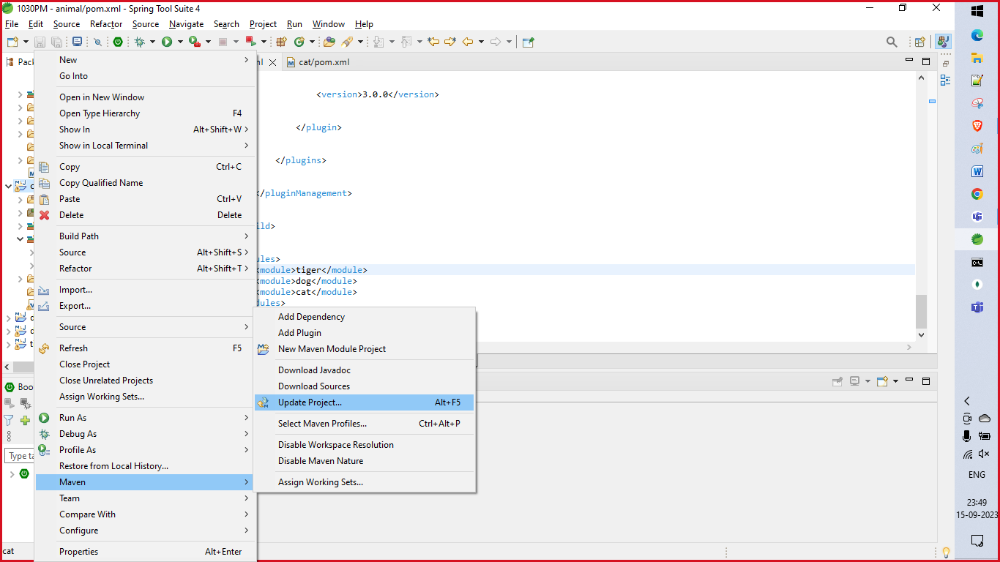 1030PM - animal/pom.xml - Spring Tool Suite 4
File Edit Source Refactor Source Navigate Search Project Run Window Help
Pack
ml
cat/pom.xml
<version>3.0.0</version>
</plugin>
</plugins>
</pluginManagement>
ild>
ules>
<module>tiger</module>
<module>dog</module>
<module>cat</module>
dules>
New
Go Into
Open in New Window
Open Type Hierarchy F4
Show In Alt+Shift+W
Show in Local Terminal
Copy Ctrl+C
Copy Qualified Name
Paste Ctrl+V
Delete Delete
Build Path
Source Alt+Shift+S
Refactor Alt+Shift+T
Import...
Export...
Source
Refresh F5
Close Project
Close Unrelated Projects
Assign Working Sets...
Run As
Debug As
Profile As
Restore from Local History...
Maven
Team
Compare With
Configure
Properties Alt+Enter
Add Dependency
Add Plugin
New Maven Module Project
Download Javadoc
Download Sources
Update Project... Alt+F5
Select Maven Profiles... Ctrl+Alt+P
Disable Workspace Resolution
Disable Maven Nature
Assign Working Sets...
Boo
Type ta
cat
ENG
23:49
15-09-2023